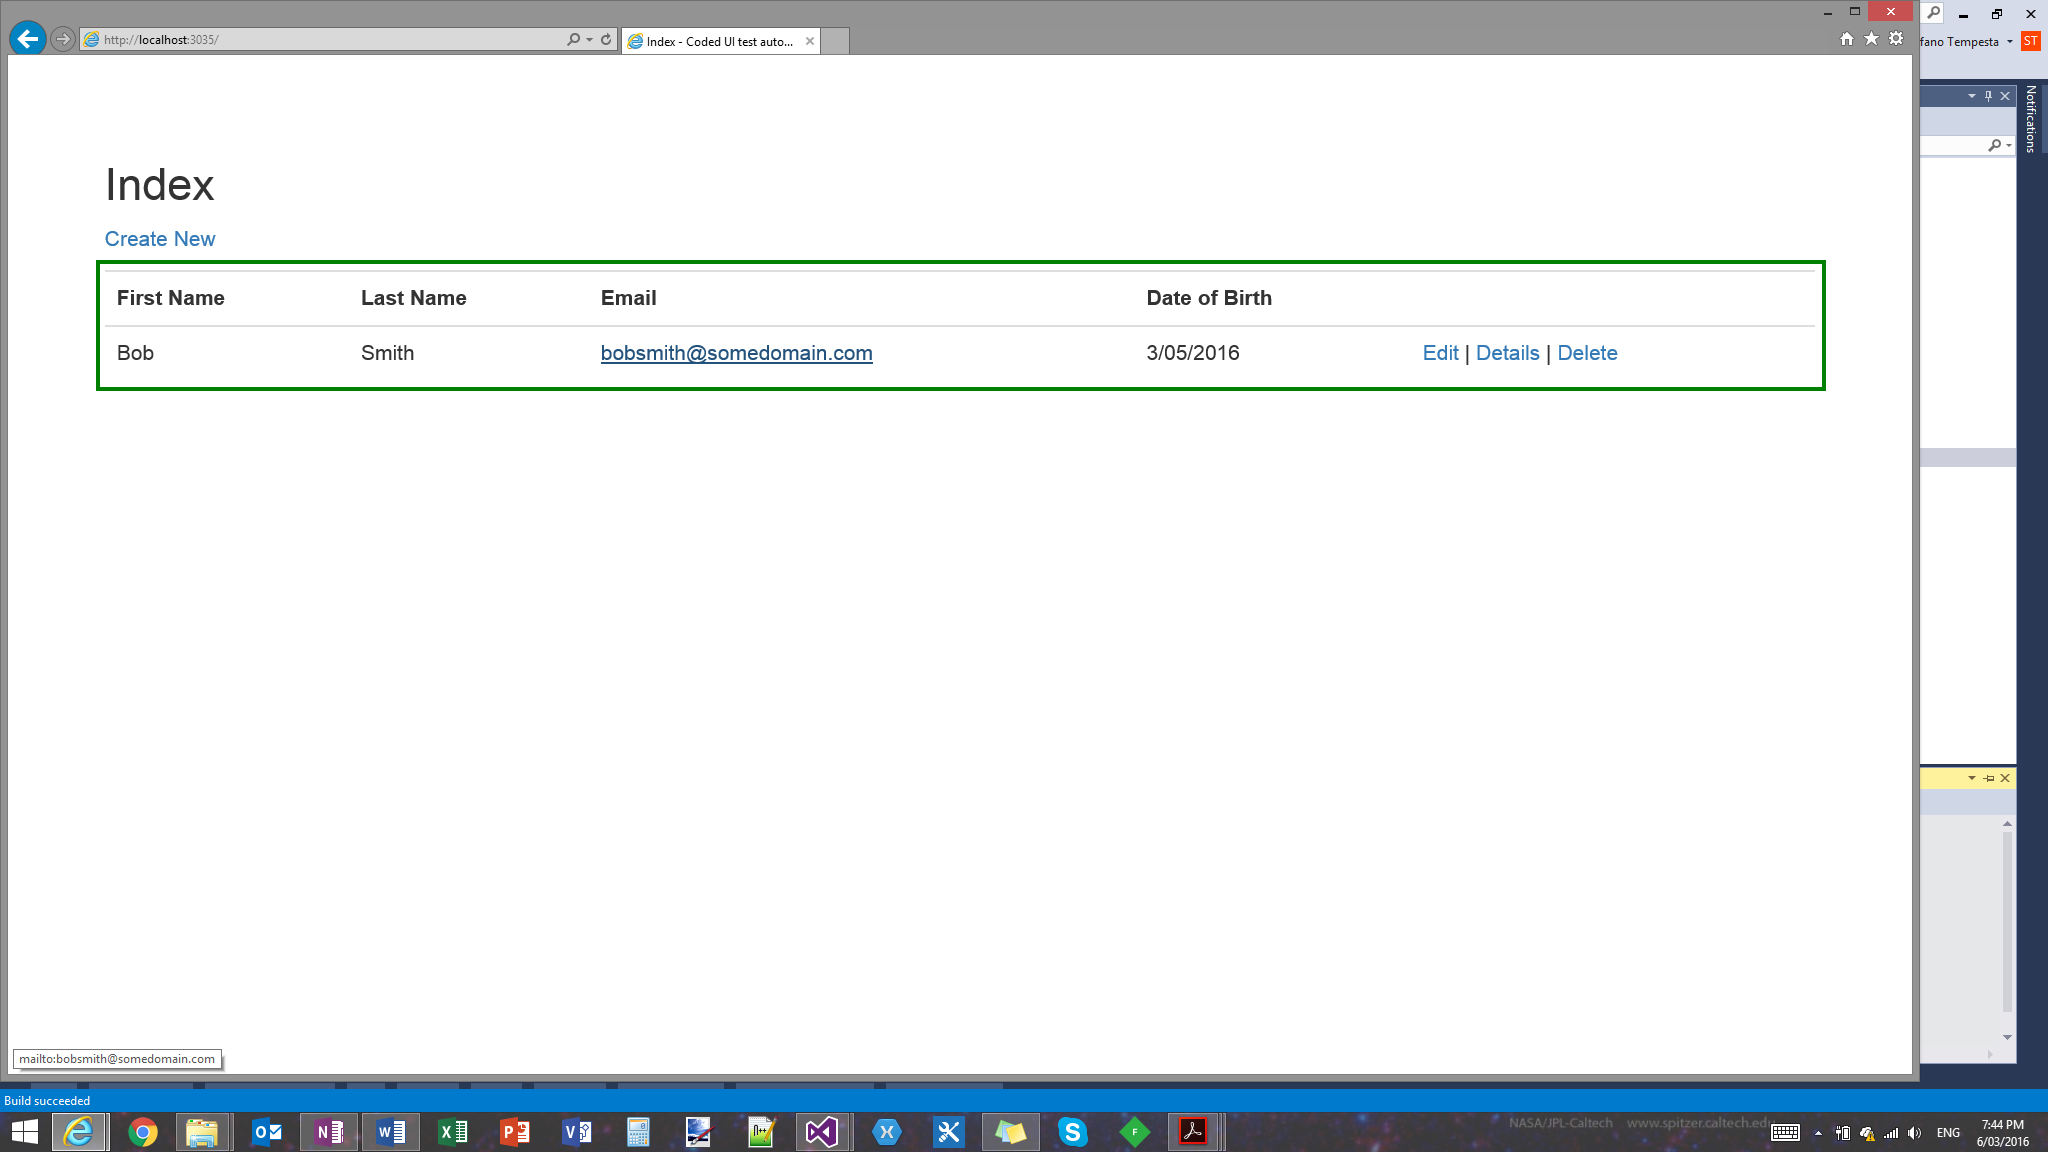 http://localhost:3035/
Index - Coded UI test auto...
fano Tempesta
ST
Notifications
Index
Create New
First Name Last Name Email Date of Birth
Bob Smith bobsmith@somedomain.com 3/05/2016 Edit | Details | Delete
mailto:bobsmith@somedomain.com
Build succeeded
NASA/JPL-Caltech www.spitzer.caltech.ed
ENG
7:44 PM
6/03/2016